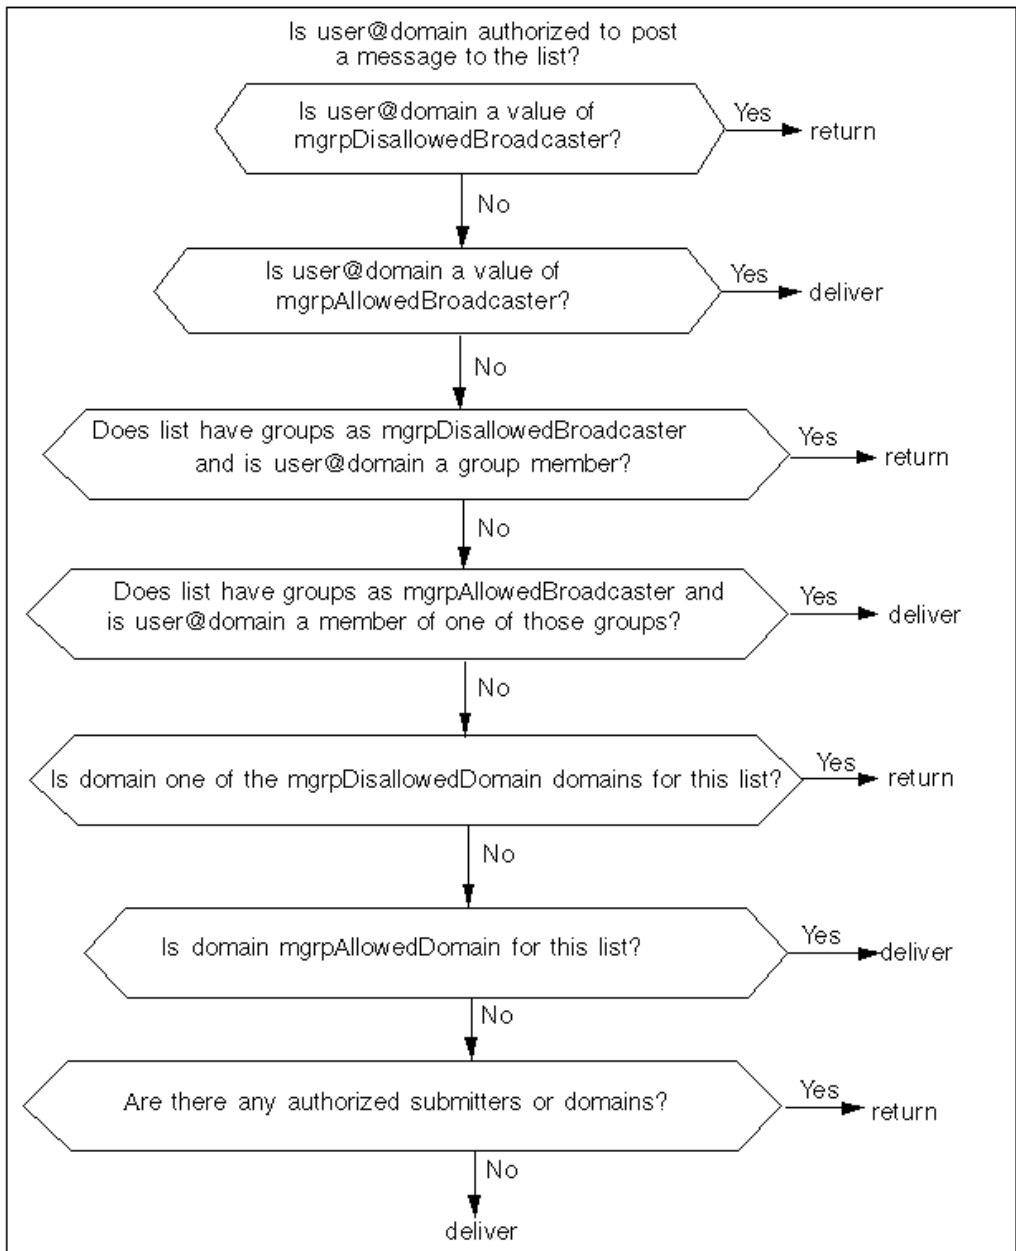 Is user@domain authorized to post
a message to the list?
Is user@domain a value of
mgrpDisallowedBroadcaster?
Yes
return
No
Is user@domain a value of
mgrpAllowedBroadcaster?
Yes
deliver
No
Does list have groups as mgrpDisallowedBroadcaster
and is user@domain a group member?
Yes
return
No
Does list have groups as mgrpAllowedBroadcaster and
is user@domain a member of one of those groups?
Yes
deliver
No
Is domain one of the mgrpDisallowedDomain domains for this list?
Yes
return
No
Is domain mgrpAllowedDomain for this list?
Yes
deliver
No
Are there any authorized submitters or domains?
Yes
return
No
deliver